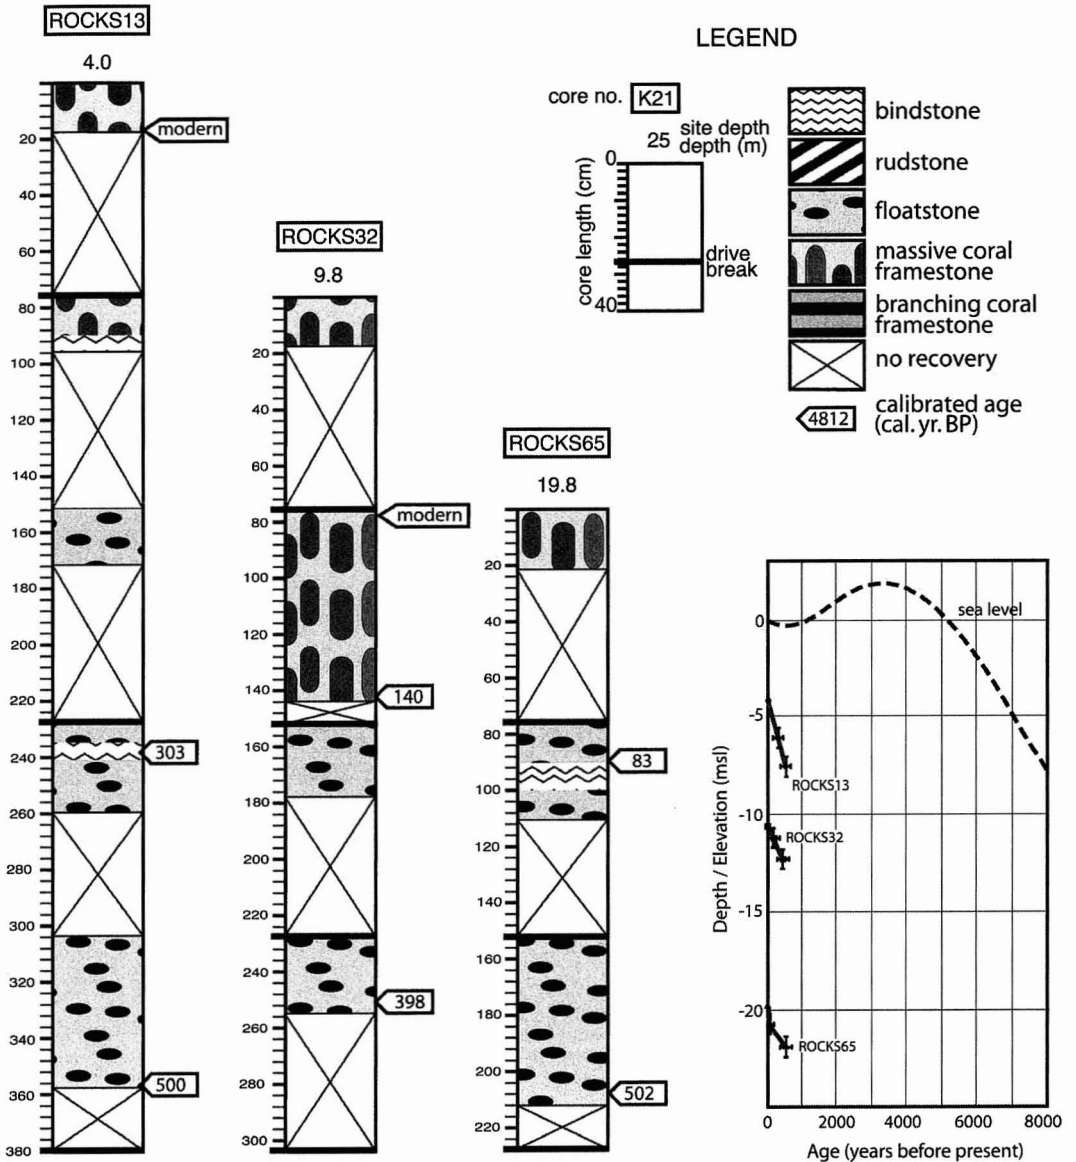 ROCKS13
4.0
20
40
60
80
100
120
140
160
180
200
220
240
260
280
300
320
340
360
380
modern
303
500
ROCKS32
9.8
20
40
60
80
100
120
140
160
180
200
220
240
260
280
300
modern
140
398
ROCKS65
19.8
20
40
60
80
100
120
140
160
180
200
220
83
502
LEGEND
core no. K21
25 site depth
depth (m)
0
core length (cm)
40
drive
break
bindstone
rudstone
floatstone
massive coral
framestone
branching coral
framestone
no recovery
4812 calibrated age
(cal. yr. BP)
sea level
0
-5
-10
-15
-20
Depth / Elevation (msl)
ROCKS13
ROCKS32
ROCKS65
0 2000 4000 6000 8000
Age (years before present)